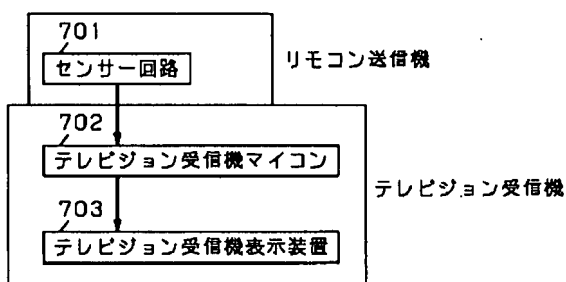 701
センサー回路
リモコン送信機
702
テレビジョン受信機マイコン
テレビジョン受信機
703
テレビジョン受信機表示装置